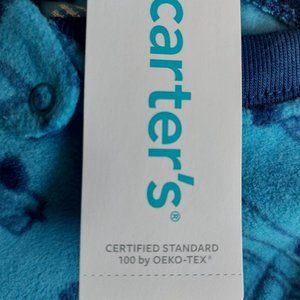 carter's®
CERTIFIED STANDARD
100 by OEKO-TEX®